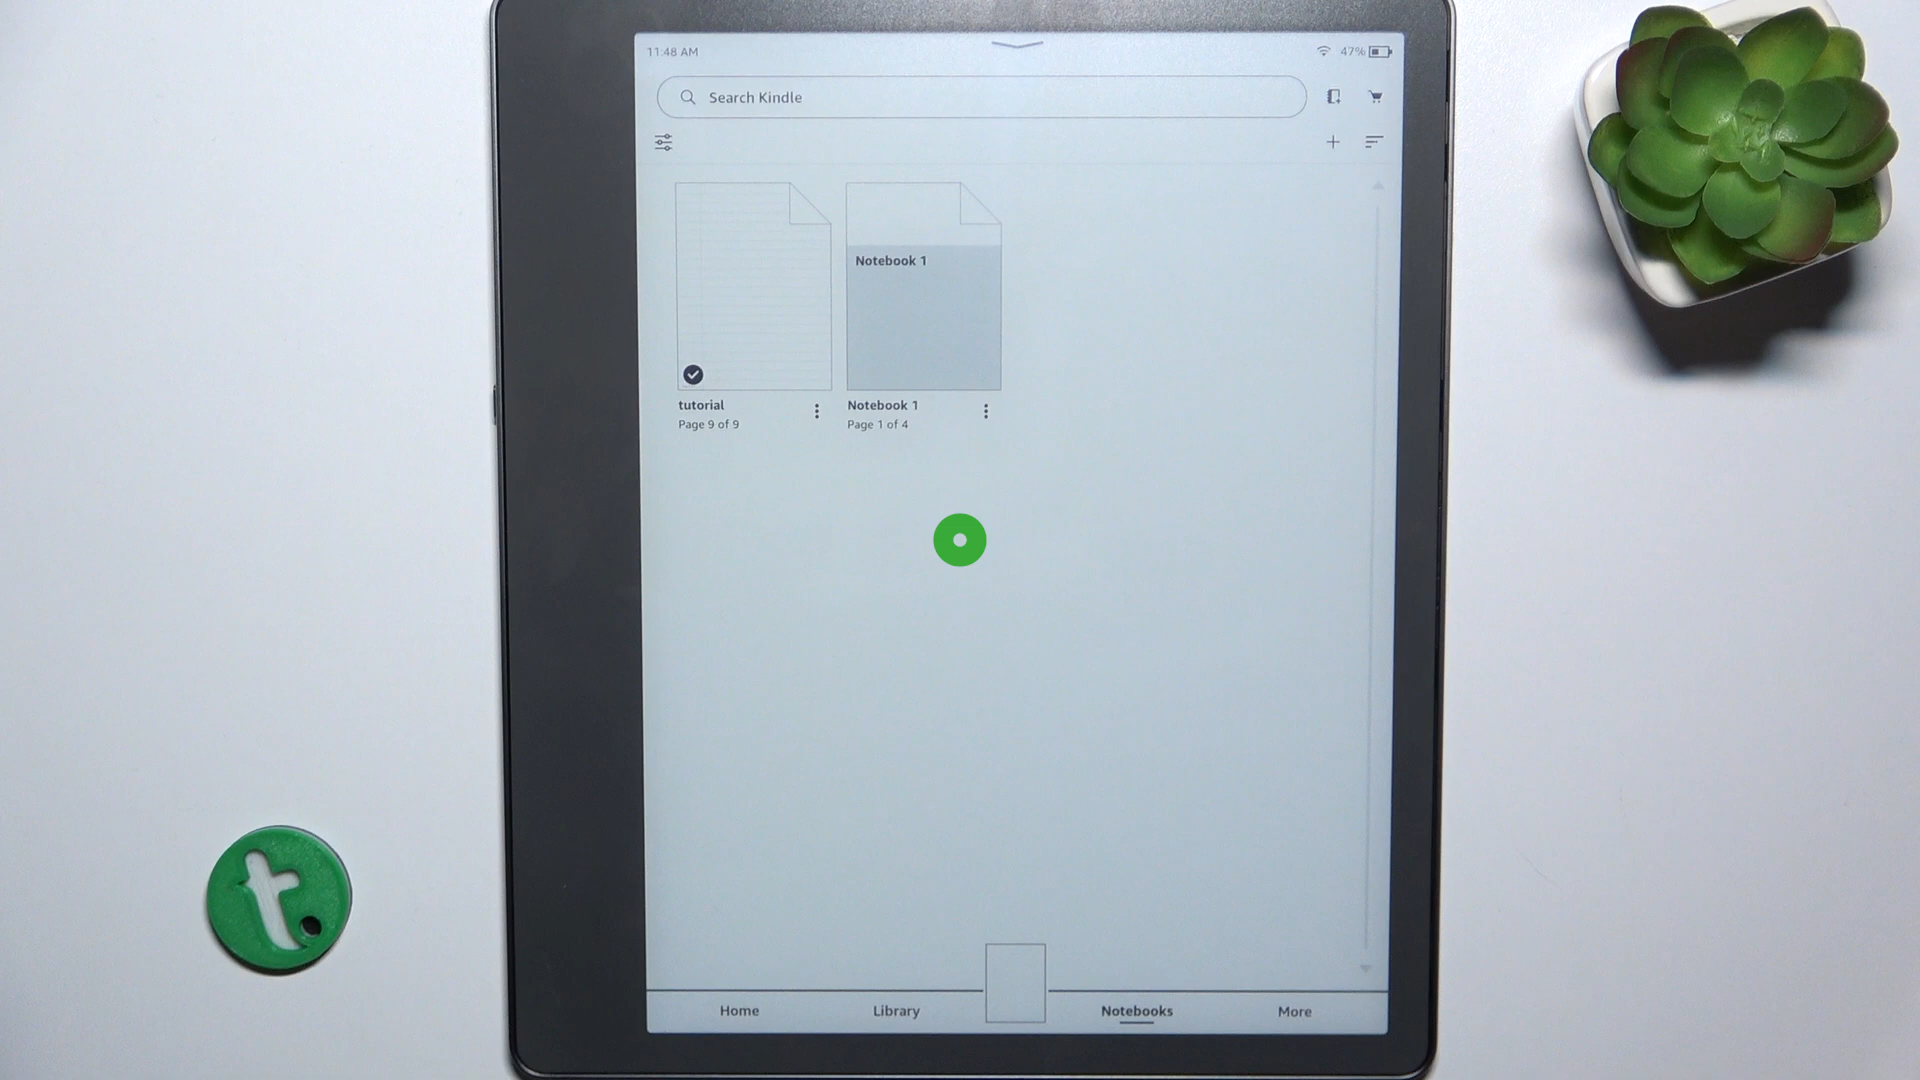 11:48 AM
47%
Search Kindle
Notebook 1
tutorial
Page 9 of 9
Notebook 1
Page 1 of 4
Home
Library
Notebooks
More
t.